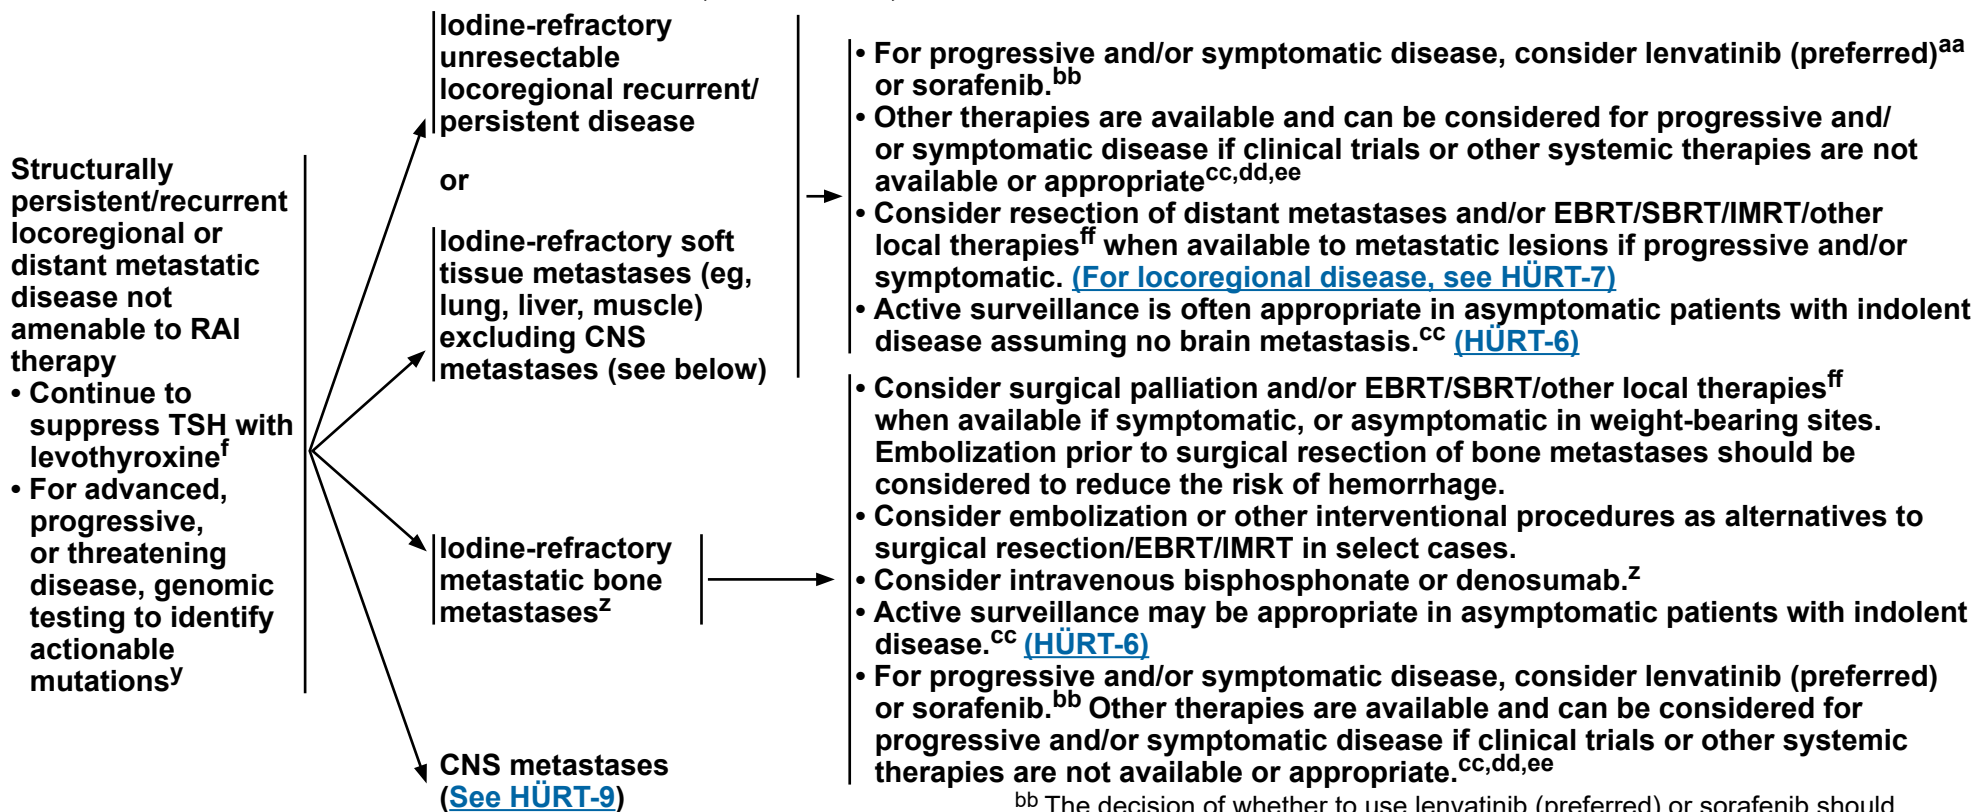 Structurally
persistent/recurrent
locoregional or
distant metastatic
disease not
amenable to RAI
therapy
• Continue to
suppress TSH with
levothyroxinef
• For advanced,
progressive,
or threatening
disease, genomic
testing to identify
actionable
mutationsy
Iodine-refractory
unresectable
locoregional recurrent/
persistent disease
or
Iodine-refractory soft
tissue metastases (eg,
lung, liver, muscle)
excluding CNS
metastases (see below)
• For progressive and/or symptomatic disease, consider lenvatinib (preferred)aa
or sorafenib.bb
• Other therapies are available and can be considered for progressive and/
or symptomatic disease if clinical trials or other systemic therapies are not
available or appropriatecc,dd,ee
• Consider resection of distant metastases and/or EBRT/SBRT/IMRT/other
local therapiesff when available to metastatic lesions if progressive and/or
symptomatic. (For locoregional disease, see HÜRT-7)
• Active surveillance is often appropriate in asymptomatic patients with indolent
disease assuming no brain metastasis.cc (HÜRT-6)
Iodine-refractory
metastatic bone
metastasesz
• Consider surgical palliation and/or EBRT/SBRT/other local therapiesff
when available if symptomatic, or asymptomatic in weight-bearing sites.
Embolization prior to surgical resection of bone metastases should be
considered to reduce the risk of hemorrhage.
• Consider embolization or other interventional procedures as alternatives to
surgical resection/EBRT/IMRT in select cases.
• Consider intravenous bisphosphonate or denosumab.z
• Active surveillance may be appropriate in asymptomatic patients with indolent
disease.cc (HÜRT-6)
• For progressive and/or symptomatic disease, consider lenvatinib (preferred)
or sorafenib.bb Other therapies are available and can be considered for
progressive and/or symptomatic disease if clinical trials or other systemic
therapies are not available or appropriate.cc,dd,ee
CNS metastases
(See HÜRT-9)
bb The decision of whether to use lenvatinib (preferred) or sorafenib should